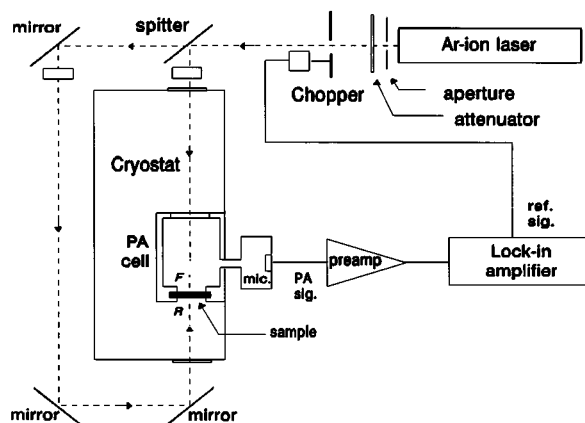 mirror
spitter
Ar-ion laser
Chopper
aperture
attenuator
Cryostat
ref.
sig.
PA
cell
F
R
mic.
PA
sig.
preamp
Lock-in
amplifier
sample
mirror
mirror